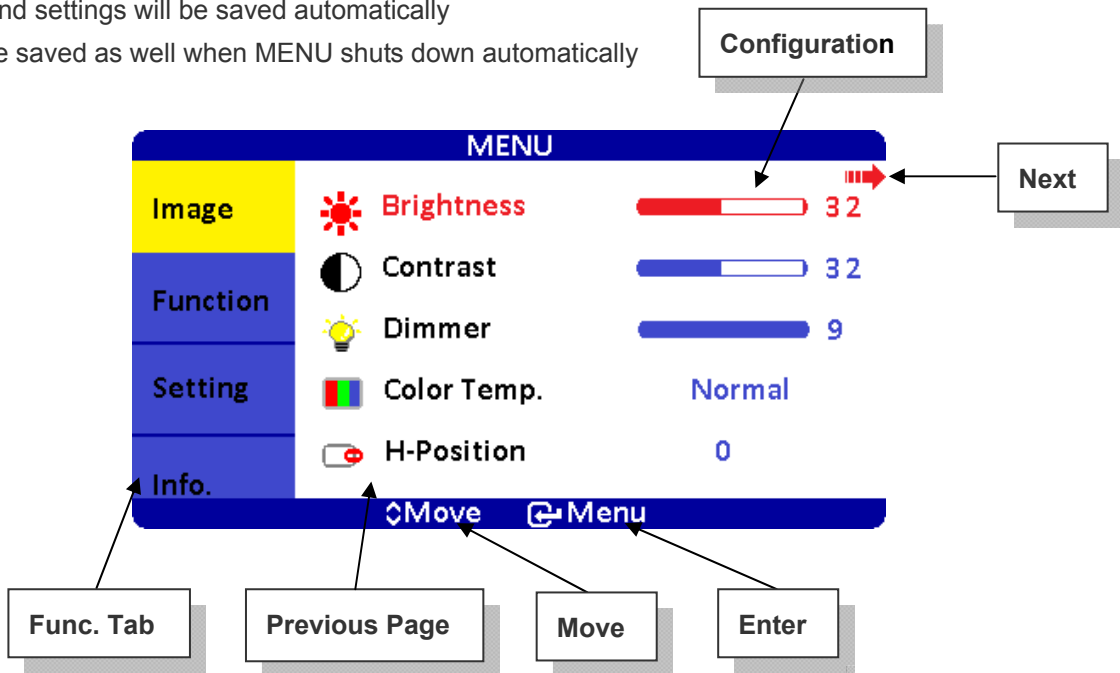 nd settings will be saved automatically
e saved as well when MENU shuts down automatically
Configuration
MENU
Next
Image
Brightness 32
Contrast 32
Function
Dimmer 9
Setting
Color Temp. Normal
H-Position 0
Info.
Move Menu
Func. Tab
Previous Page
Move
Enter